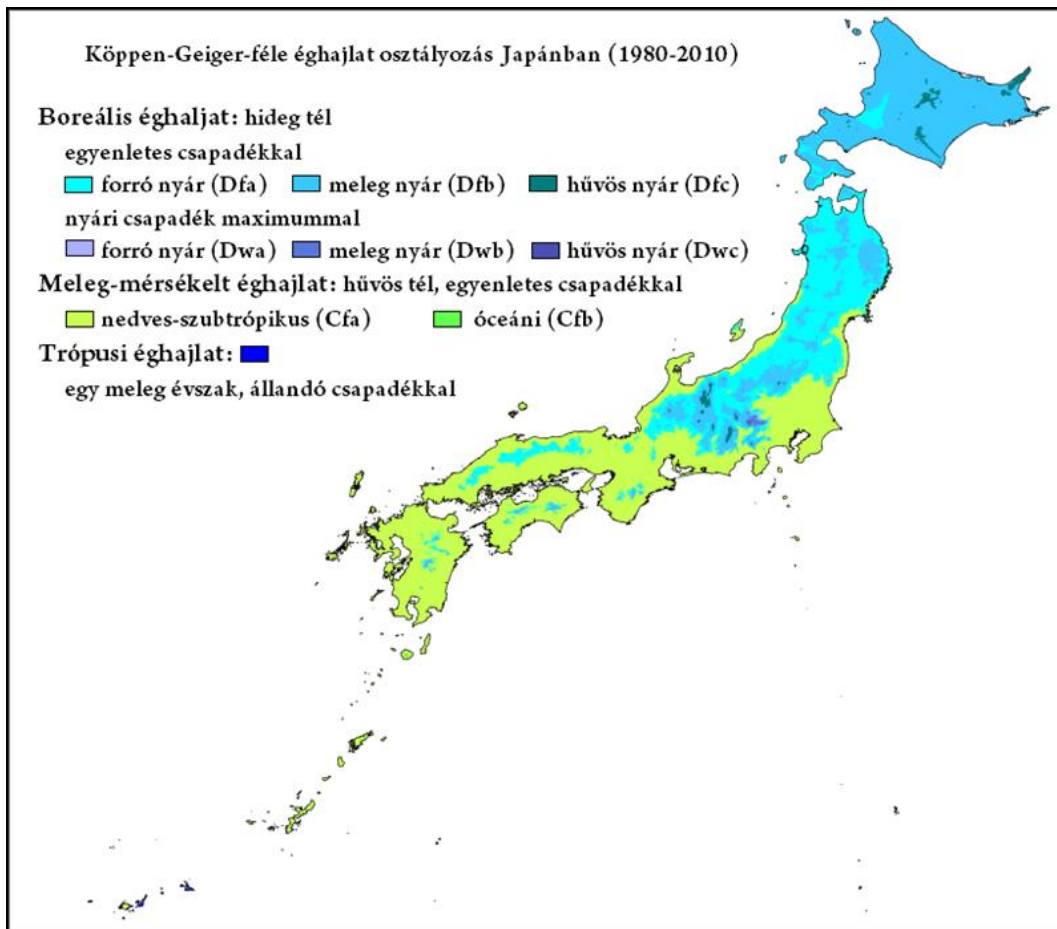 Köppen-Geiger-féle éghajlat osztályozás Japánban (1980-2010)
Boreális éghaljat: hideg tél
egyenletes csapadékkal
forró nyár (Dfa) meleg nyár (Dfb) hűvös nyár (Dfc)
nyári csapadék maximummal
forró nyár (Dwa) meleg nyár (Dwb) hűvös nyár (Dwc)
Meleg-mérsékelt éghajlat: hűvös tél, egyenletes csapadékkal
nedves-szubtrópikus (Cfa) óceáni (Cfb)
Trópusi éghajlat:
egy meleg évszak, állandó csapadékkal